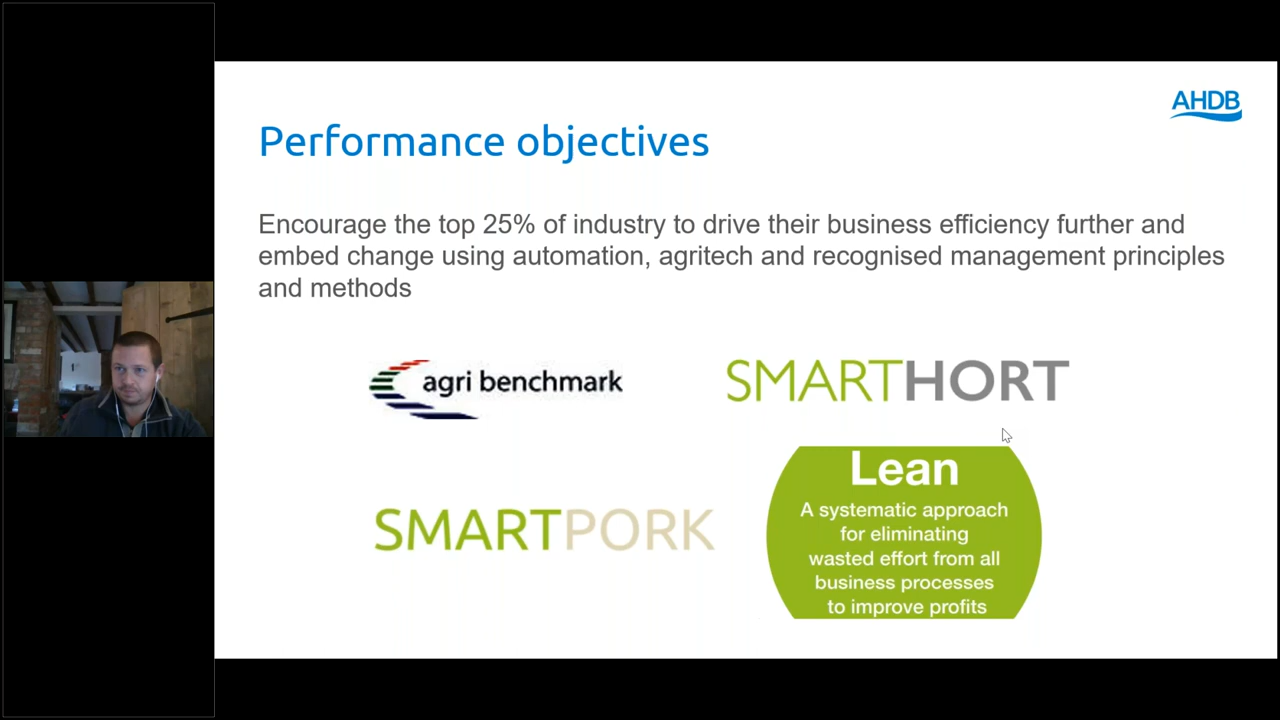 AHDB
Performance objectives
Encourage the top 25% of industry to drive their business efficiency further and
embed change using automation, agritech and recognised management principles
and methods
agri benchmark
SMARTHORT
SMARTPORK
Lean
A systematic approach
for eliminating
wasted effort from all
business processes
to improve profits